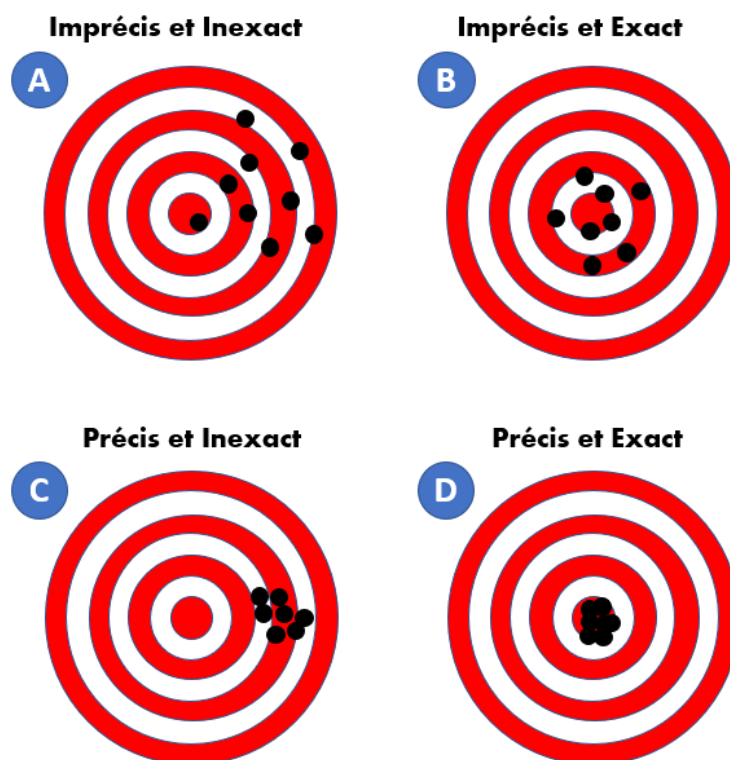 Imprécis et Inexact
Imprécis et Exact
A
B
Précis et Inexact
Précis et Exact
C
D